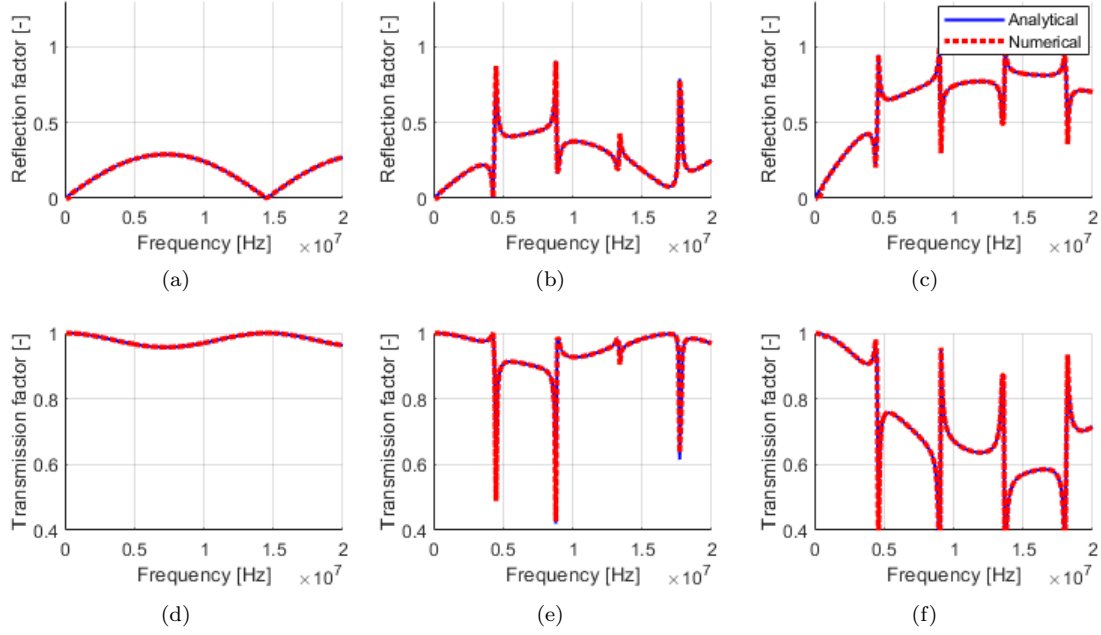 Reflection factor [-]
1
0.5
0
0 0.5 1 1.5 2
Frequency [Hz] ×10^7
(a)
Reflection factor [-]
1
0.5
0
0 0.5 1 1.5 2
Frequency [Hz] ×10^7
(b)
Reflection factor [-]
1
0.5
0
Analytical
Numerical
0 0.5 1 1.5 2
Frequency [Hz] ×10^7
(c)
Transmission factor [-]
1
0.8
0.6
0.4
0 0.5 1 1.5 2
Frequency [Hz] ×10^7
(d)
Transmission factor [-]
1
0.8
0.6
0.4
0 0.5 1 1.5 2
Frequency [Hz] ×10^7
(e)
Transmission factor [-]
1
0.8
0.6
0.4
0 0.5 1 1.5 2
Frequency [Hz] ×10^7
(f)